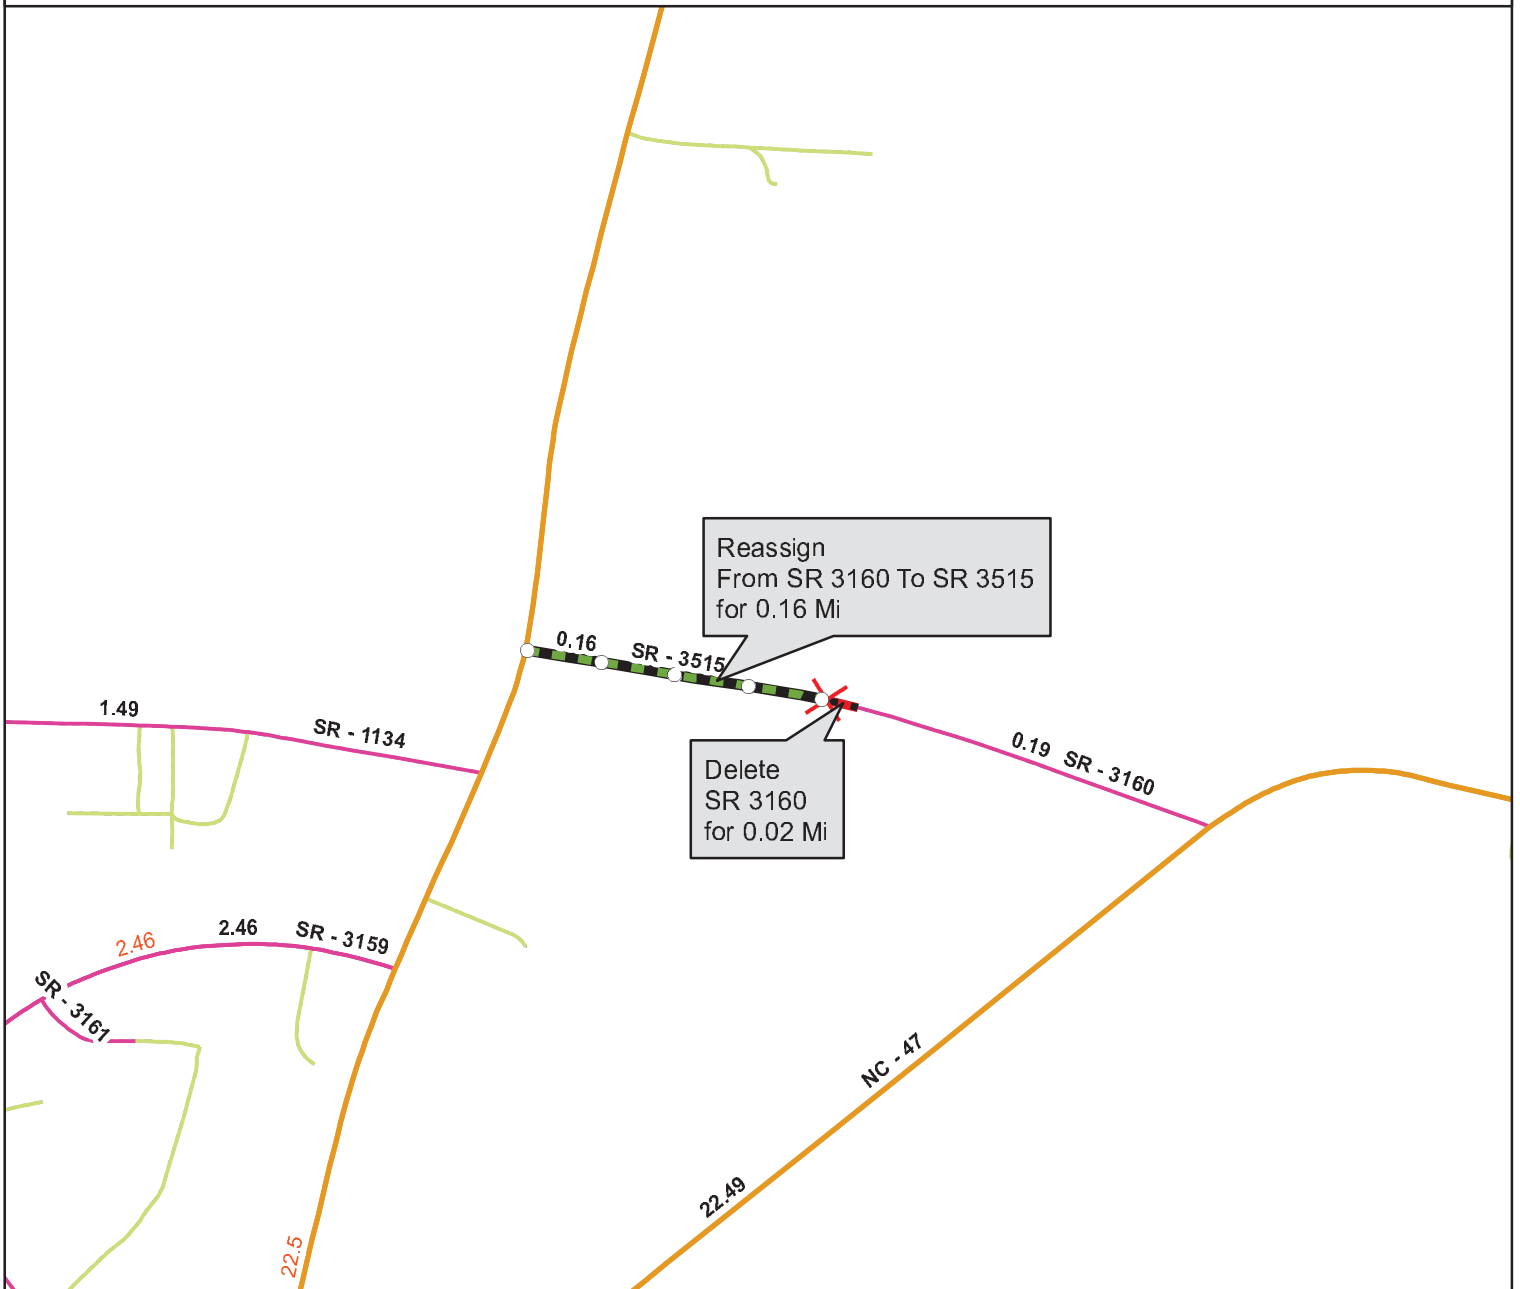 Reassign
From SR 3160 To SR 3515
for 0.16 Mi
0.16
SR - 3515
1.49
SR - 1134
0.19 SR - 3160
Delete
SR 3160
for 0.02 Mi
2.46
2.46
SR - 3159
SR - 3161
NC - 47
22.49
22.5